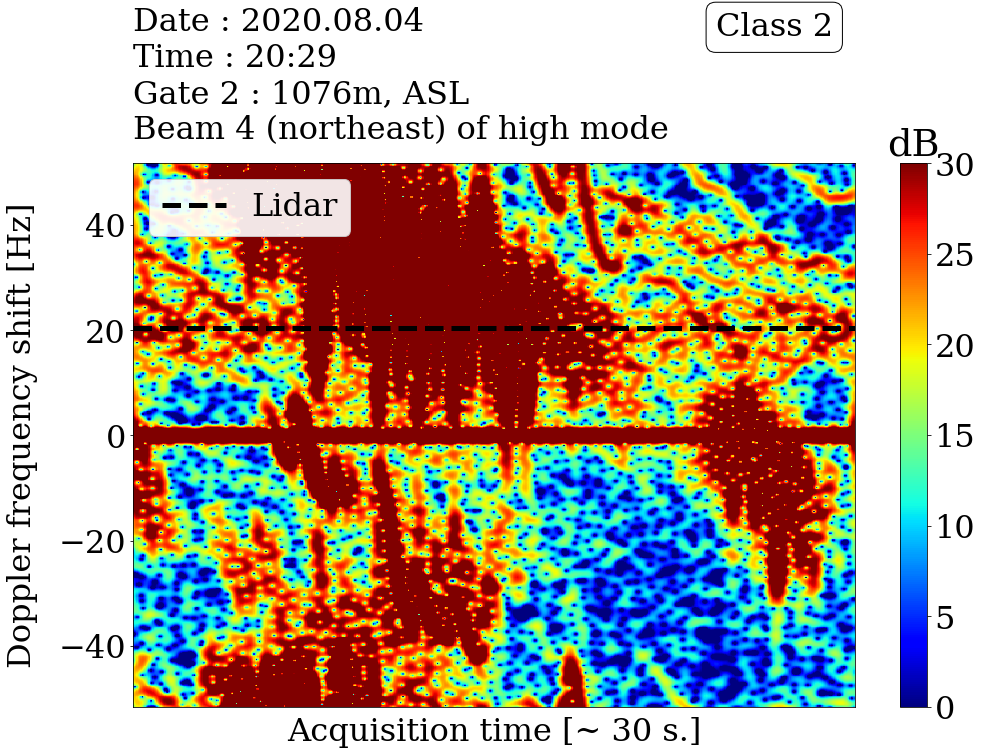 Date : 2020.08.04
Time : 20:29
Gate 2 : 1076m, ASL
Beam 4 (northeast) of high mode
Class 2
dB
Lidar
Doppler frequency shift [Hz]
40
20
0
−20
−40
30
25
20
15
10
5
0
Acquisition time [~ 30 s.]